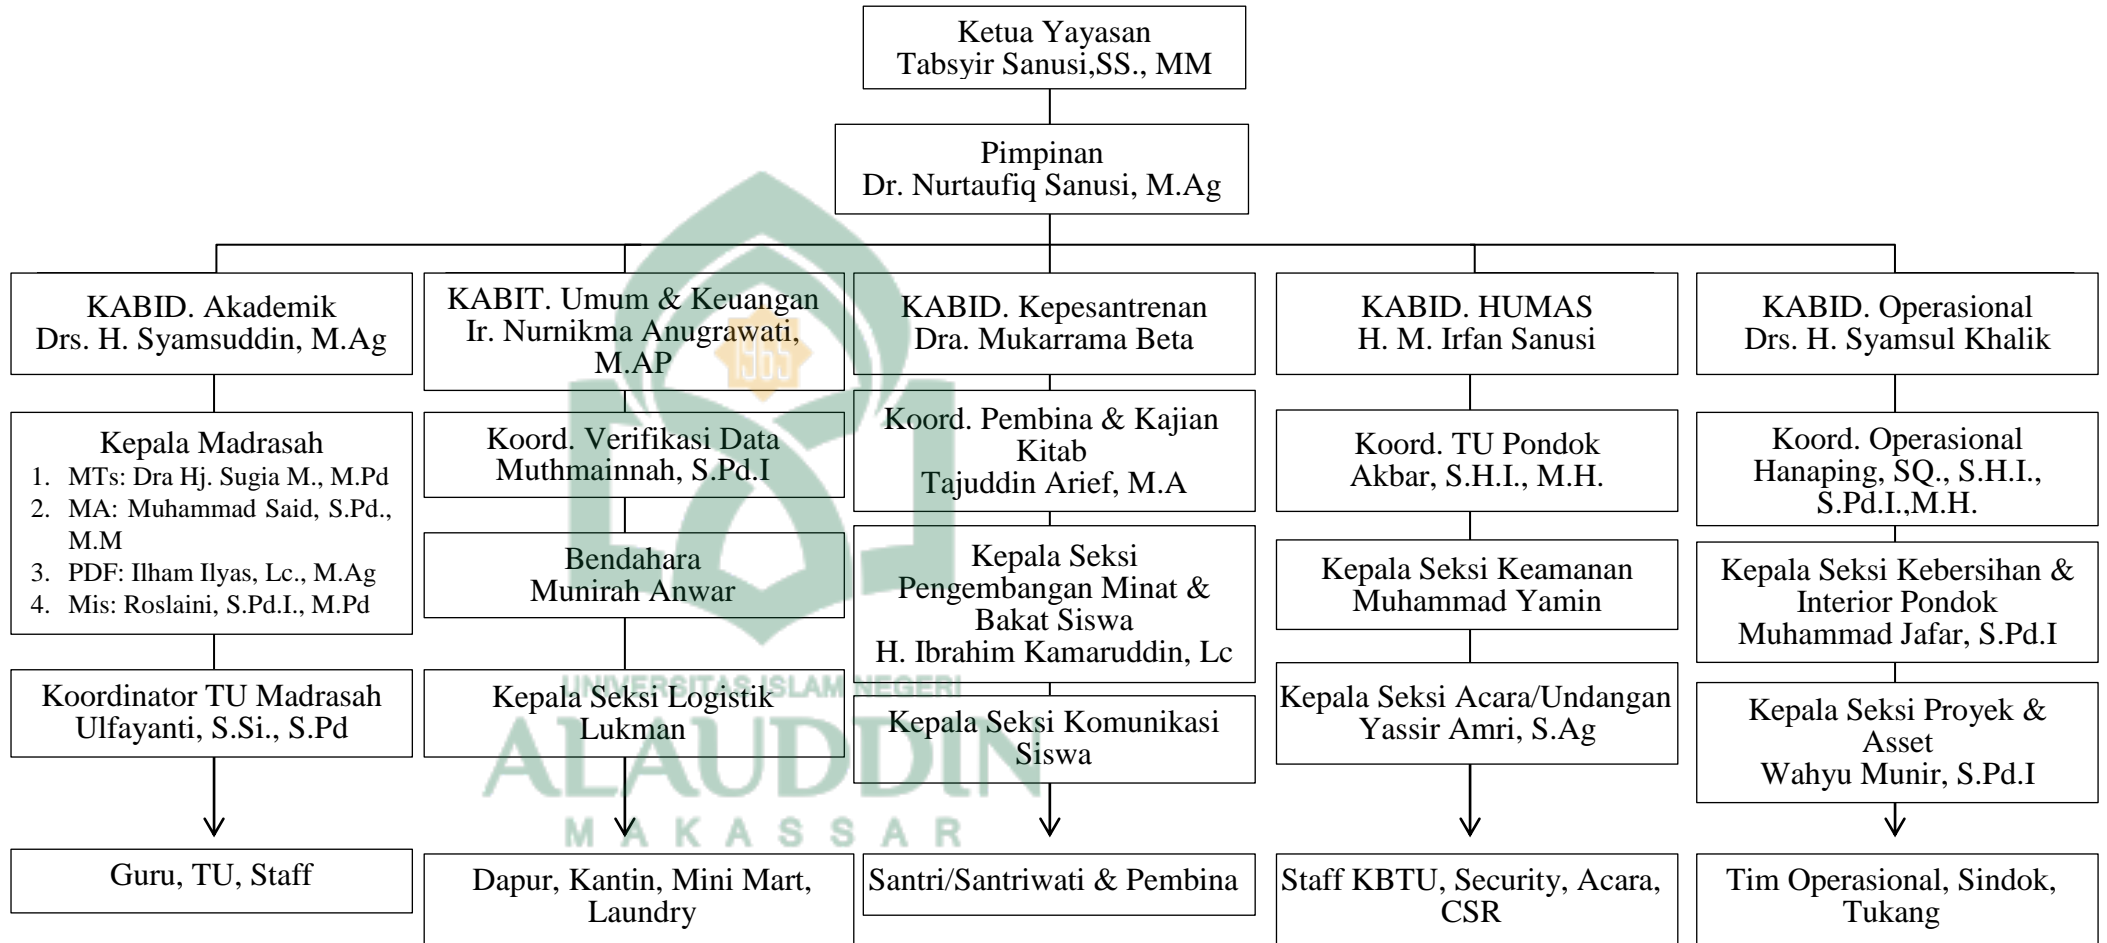 Ketua Yayasan
Tabsyir Sanusi,SS., MM
Pimpinan
Dr. Nurtaufiq Sanusi, M.Ag
KABID. Akademik
Drs. H. Syamsuddin, M.Ag
Kepala Madrasah
1. MTs: Dra Hj. Sugia M., M.Pd
2. MA: Muhammad Said, S.Pd.,
M.M
3. PDF: Ilham Ilyas, Lc., M.Ag
4. Mis: Roslaini, S.Pd.I., M.Pd
Koordinator TU Madrasah
Ulfayanti, S.Si., S.Pd
Guru, TU, Staff
KABIT. Umum & Keuangan
Ir. Nurnikma Anugrawati,
M.AP
Koord. Verifikasi Data
Muthmainnah, S.Pd.I
Bendahara
Munirah Anwar
Kepala Seksi Logistik
Lukman
Dapur, Kantin, Mini Mart,
Laundry
KABID. Kepesantrenan
Dra. Mukarrama Beta
Koord. Pembina & Kajian
Kitab
Tajuddin Arief, M.A
Kepala Seksi
Pengembangan Minat &
Bakat Siswa
H. Ibrahim Kamaruddin, Lc
Kepala Seksi Komunikasi
Siswa
Santri/Santriwati & Pembina
KABID. HUMAS
H. M. Irfan Sanusi
Koord. TU Pondok
Akbar, S.H.I., M.H.
Kepala Seksi Keamanan
Muhammad Yamin
Kepala Seksi Acara/Undangan
Yassir Amri, S.Ag
Staff KBTU, Security, Acara,
CSR
KABID. Operasional
Drs. H. Syamsul Khalik
Koord. Operasional
Hanaping, SQ., S.H.I.,
S.Pd.I.,M.H.
Kepala Seksi Kebersihan &
Interior Pondok
Muhammad Jafar, S.Pd.I
Kepala Seksi Proyek &
Asset
Wahyu Munir, S.Pd.I
Tim Operasional, Sindok,
Tukang
1965
UNIVERSITAS ISLAM NEGERI
ALAUDDIN
MAKASSAR